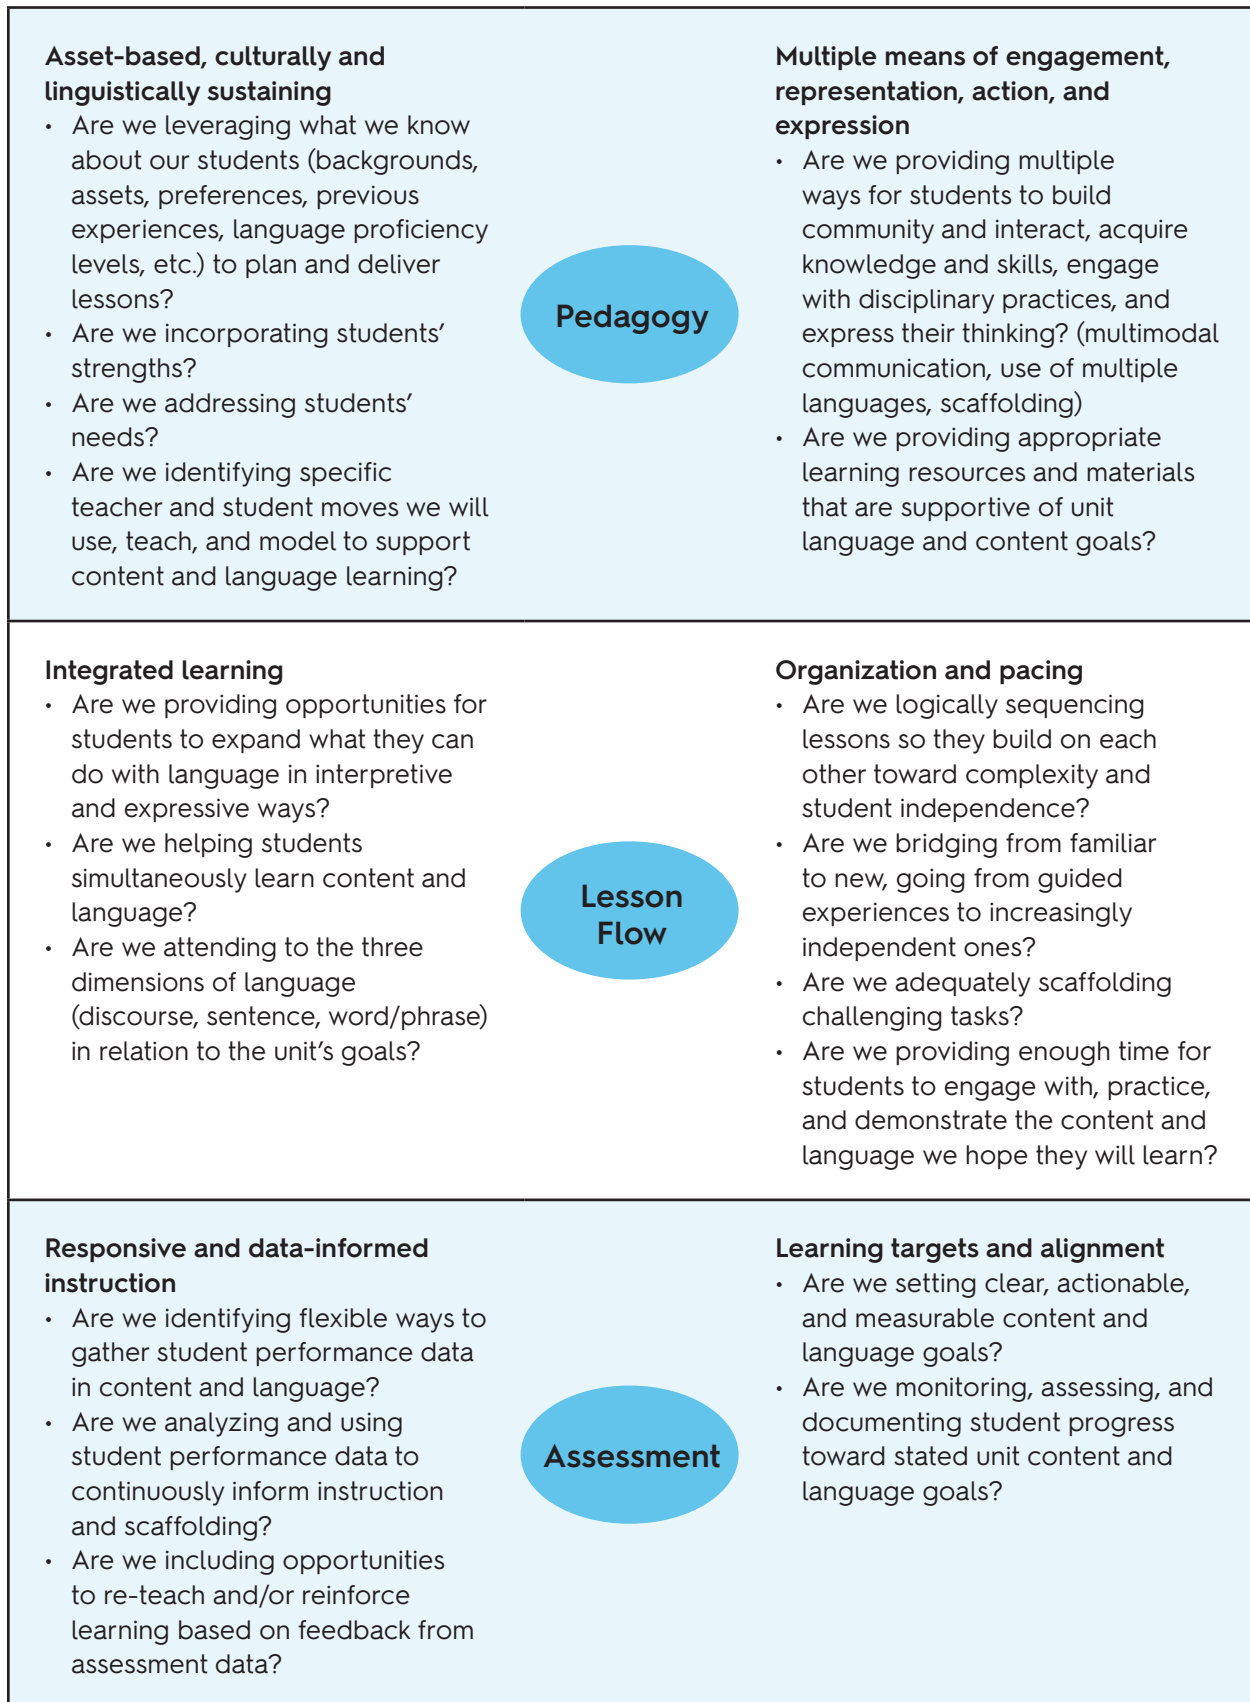 Asset-based, culturally and
linguistically sustaining
• Are we leveraging what we know
about our students (backgrounds,
assets, preferences, previous
experiences, language proficiency
levels, etc.) to plan and deliver
lessons?
• Are we incorporating students’
strengths?
• Are we addressing students’
needs?
• Are we identifying specific
teacher and student moves we will
use, teach, and model to support
content and language learning?
Pedagogy
Multiple means of engagement,
representation, action, and
expression
• Are we providing multiple
ways for students to build
community and interact, acquire
knowledge and skills, engage
with disciplinary practices, and
express their thinking? (multimodal
communication, use of multiple
languages, scaffolding)
• Are we providing appropriate
learning resources and materials
that are supportive of unit
language and content goals?
Integrated learning
• Are we providing opportunities for
students to expand what they can
do with language in interpretive
and expressive ways?
• Are we helping students
simultaneously learn content and
language?
• Are we attending to the three
dimensions of language
(discourse, sentence, word/phrase)
in relation to the unit’s goals?
Lesson
Flow
Organization and pacing
• Are we logically sequencing
lessons so they build on each
other toward complexity and
student independence?
• Are we bridging from familiar
to new, going from guided
experiences to increasingly
independent ones?
• Are we adequately scaffolding
challenging tasks?
• Are we providing enough time for
students to engage with, practice,
and demonstrate the content and
language we hope they will learn?
Responsive and data-informed
instruction
• Are we identifying flexible ways to
gather student performance data
in content and language?
• Are we analyzing and using
student performance data to
continuously inform instruction
and scaffolding?
• Are we including opportunities
to re-teach and/or reinforce
learning based on feedback from
assessment data?
Assessment
Learning targets and alignment
• Are we setting clear, actionable,
and measurable content and
language goals?
• Are we monitoring, assessing, and
documenting student progress
toward stated unit content and
language goals?